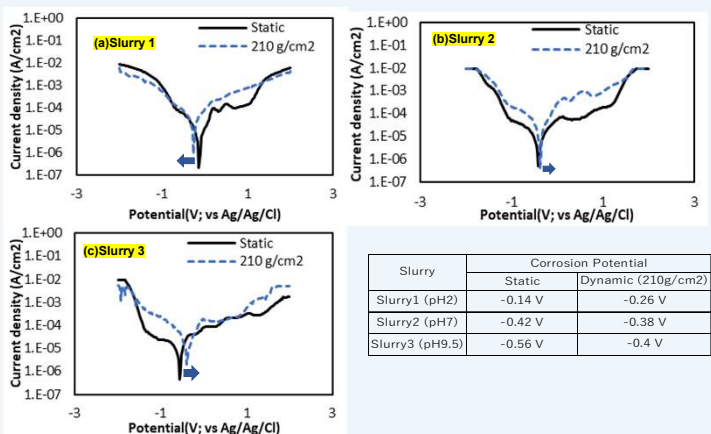 (a)Slurry 1
Static
210 g/cm2
Current density (A/cm2)
1.E+00
1.E-01
1.E-02
1.E-03
1.E-04
1.E-05
1.E-06
1.E-07
-3
-1
1
3
Potential(V; vs Ag/Ag/Cl)
(b)Slurry 2
Static
210 g/cm2
Current density (A/cm2)
1.E+00
1.E-01
1.E-02
1.E-03
1.E-04
1.E-05
1.E-06
1.E-07
-3
-1
1
3
Potential(V; vs Ag/Ag/Cl)
(c)Slurry 3
Static
210 g/cm2
Current density (A/cm2)
1.E+00
1.E-01
1.E-02
1.E-03
1.E-04
1.E-05
1.E-06
1.E-07
-3
-1
1
3
Potential(V; vs Ag/Ag/Cl)
Slurry
Corrosion Potential
Static
Dynamic (210g/cm2)
Slurry1 (pH2)
-0.14 V
-0.26 V
Slurry2 (pH7)
-0.42 V
-0.38 V
Slurry3 (pH9.5)
-0.56 V
-0.4 V